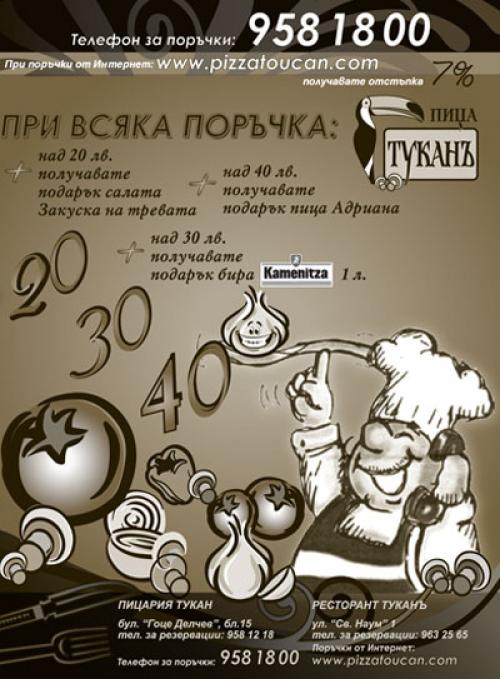 Телефон за поръчки: 958 18 00
При поръчки от Интернет: www.pizzatoucan.com
получавате отстъпка 7%
ПИЦА
ТУКАНЪ
ПРИ ВСЯКА ПОРЪЧКА:
+ над 20 лв.
получавате
подарък салата
Закуска на тревата
+ над 40 лв.
получавате
подарък пица Адриана
+ над 30 лв.
получавате
подарък бира Kamenitza 1 л.
20
30
40
ПИЦАРИЯ ТУКАН
бул. "Гоце Делчев", бл.15
тел. за резервации: 958 12 18
Телефон за поръчки: 958 18 00
РЕСТОРАНТ ТУКАНЪ
ул. "Св. Наум" 1
тел. за резервации: 963 25 65
Поръчки от Интернет:
www.pizzatoucan.com